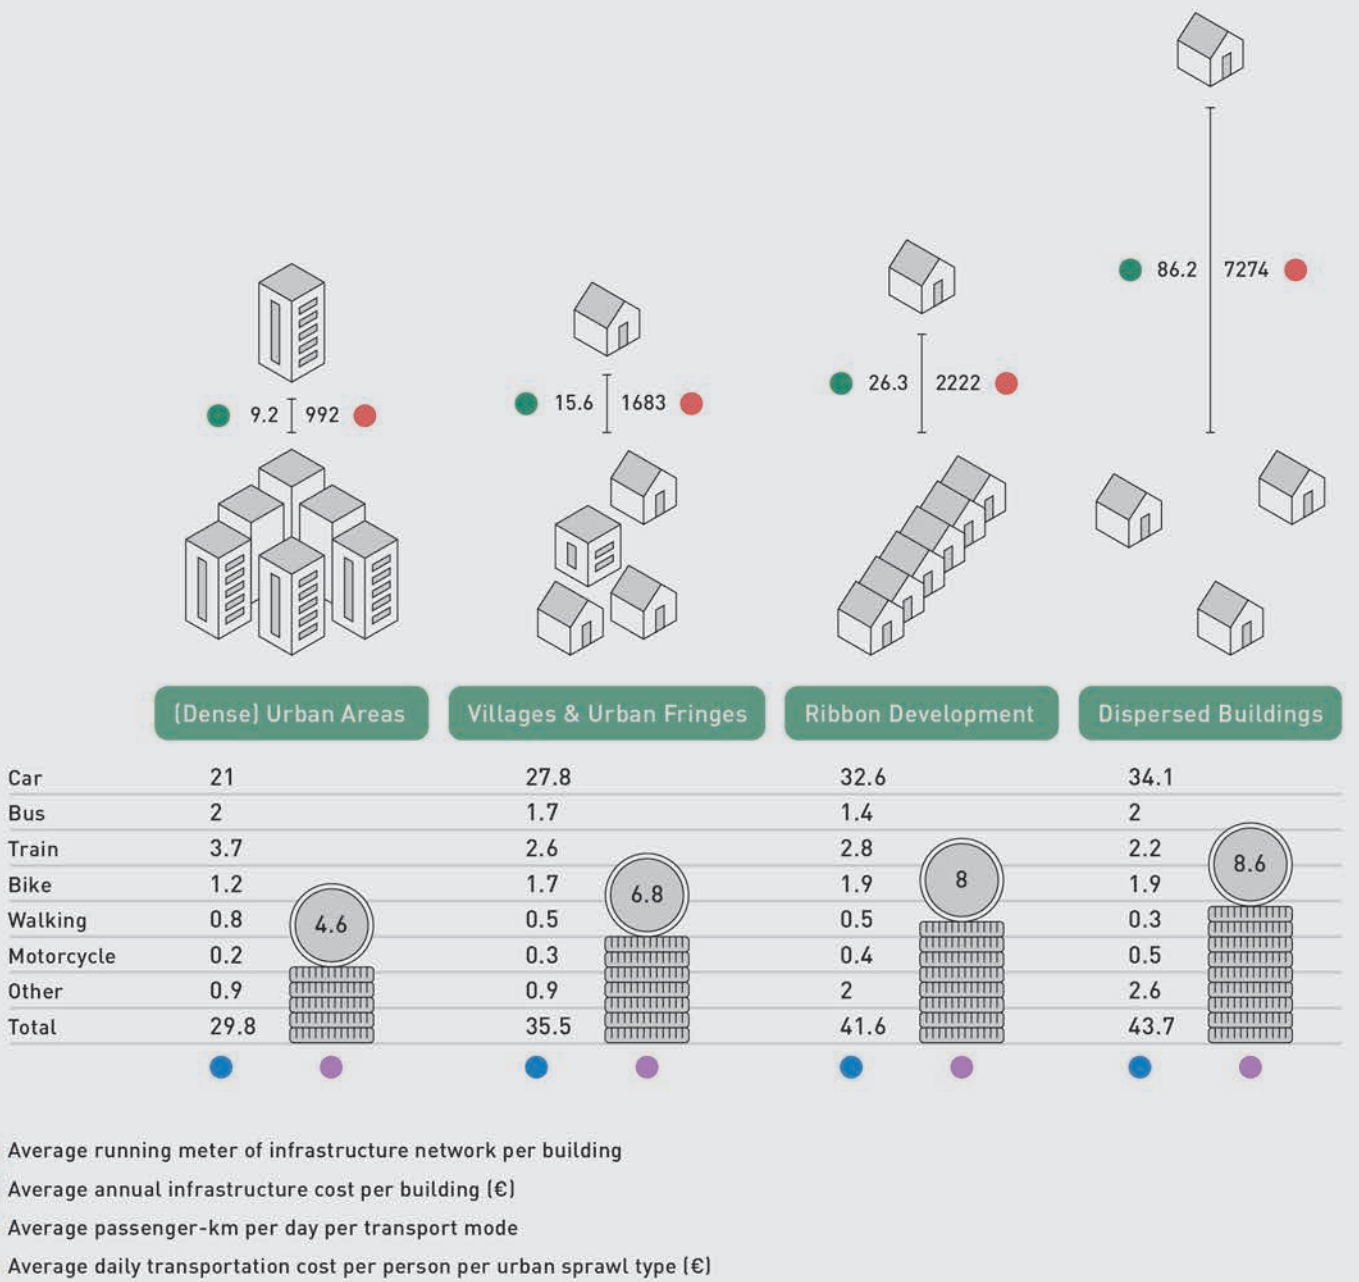 86.2 7274
26.3 2222
15.6 1683
9.2 992
(Dense) Urban Areas Villages & Urban Fringes Ribbon Development Dispersed Buildings
Car 21 27.8 32.6 34.1
Bus 2 1.7 1.4 2
Train 3.7 2.6 2.8 2.2
8.6
Bike 1.2 1.7 1.9 1.9
6.8 8
Walking 0.8 0.5 0.5 0.3
4.6
Motorcycle 0.2 0.3 0.4 0.5
Other 0.9 0.9 2 2.6
Total 29.8 35.5 41.6 43.7
Average running meter of infrastructure network per building
Average annual infrastructure cost per building (€)
Average passenger-km per day per transport mode
Average daily transportation cost per person per urban sprawl type (€)